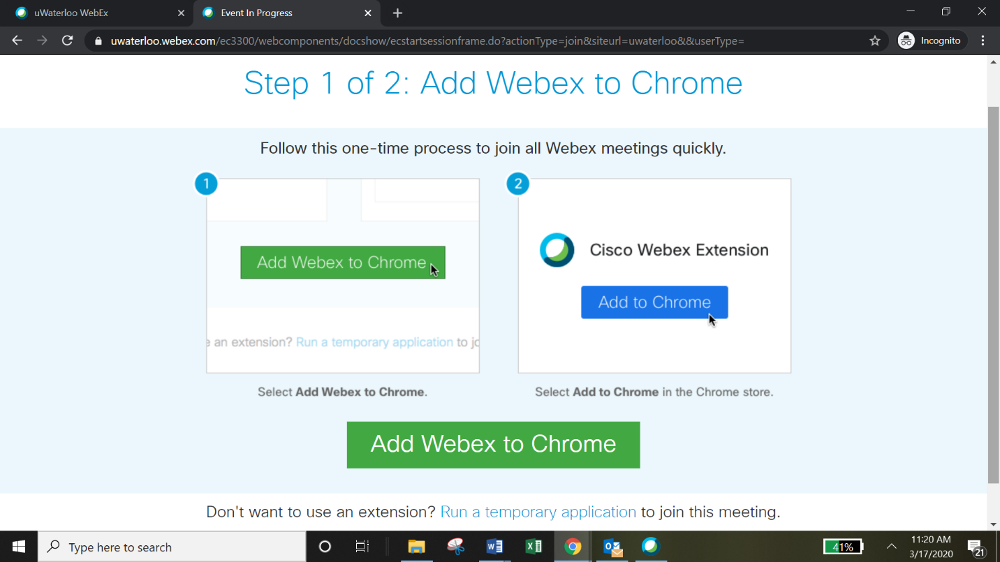 uWaterloo WebEx
Event In Progress
uwaterloo.webex.com/ec3300/webcomponents/docshow/ecstartsessionframe.do?actionType=join&siteurl=uwaterloo&&userType=
Incognito
Step 1 of 2: Add Webex to Chrome
Follow this one-time process to join all Webex meetings quickly.
1
Add Webex to Chrome
e an extension? Run a temporary application to jo
Select Add Webex to Chrome.
2
Cisco Webex Extension
Add to Chrome
Select Add to Chrome in the Chrome store.
Add Webex to Chrome
Don't want to use an extension? Run a temporary application to join this meeting.
Type here to search
41%
11:20 AM
3/17/2020
21